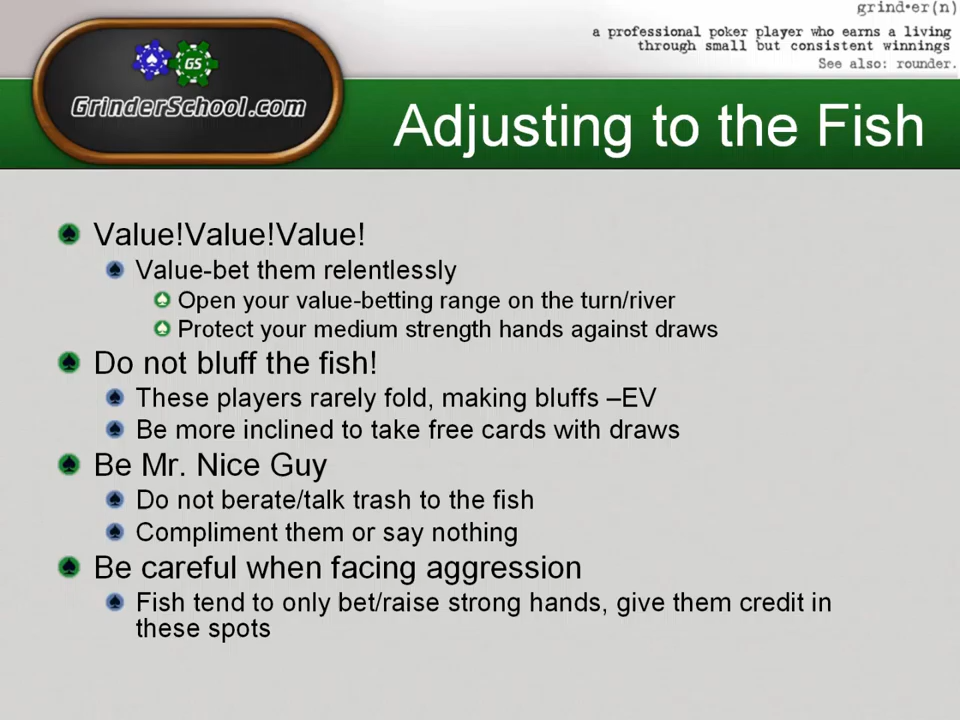 grind•er(n)
a professional poker player who earns a living
through small but consistent winnings
See also: rounder.
GS
GrinderSchool.com
Adjusting to the Fish
Value!Value!Value!
Value-bet them relentlessly
Open your value-betting range on the turn/river
Protect your medium strength hands against draws
Do not bluff the fish!
These players rarely fold, making bluffs –EV
Be more inclined to take free cards with draws
Be Mr. Nice Guy
Do not berate/talk trash to the fish
Compliment them or say nothing
Be careful when facing aggression
Fish tend to only bet/raise strong hands, give them credit in
these spots